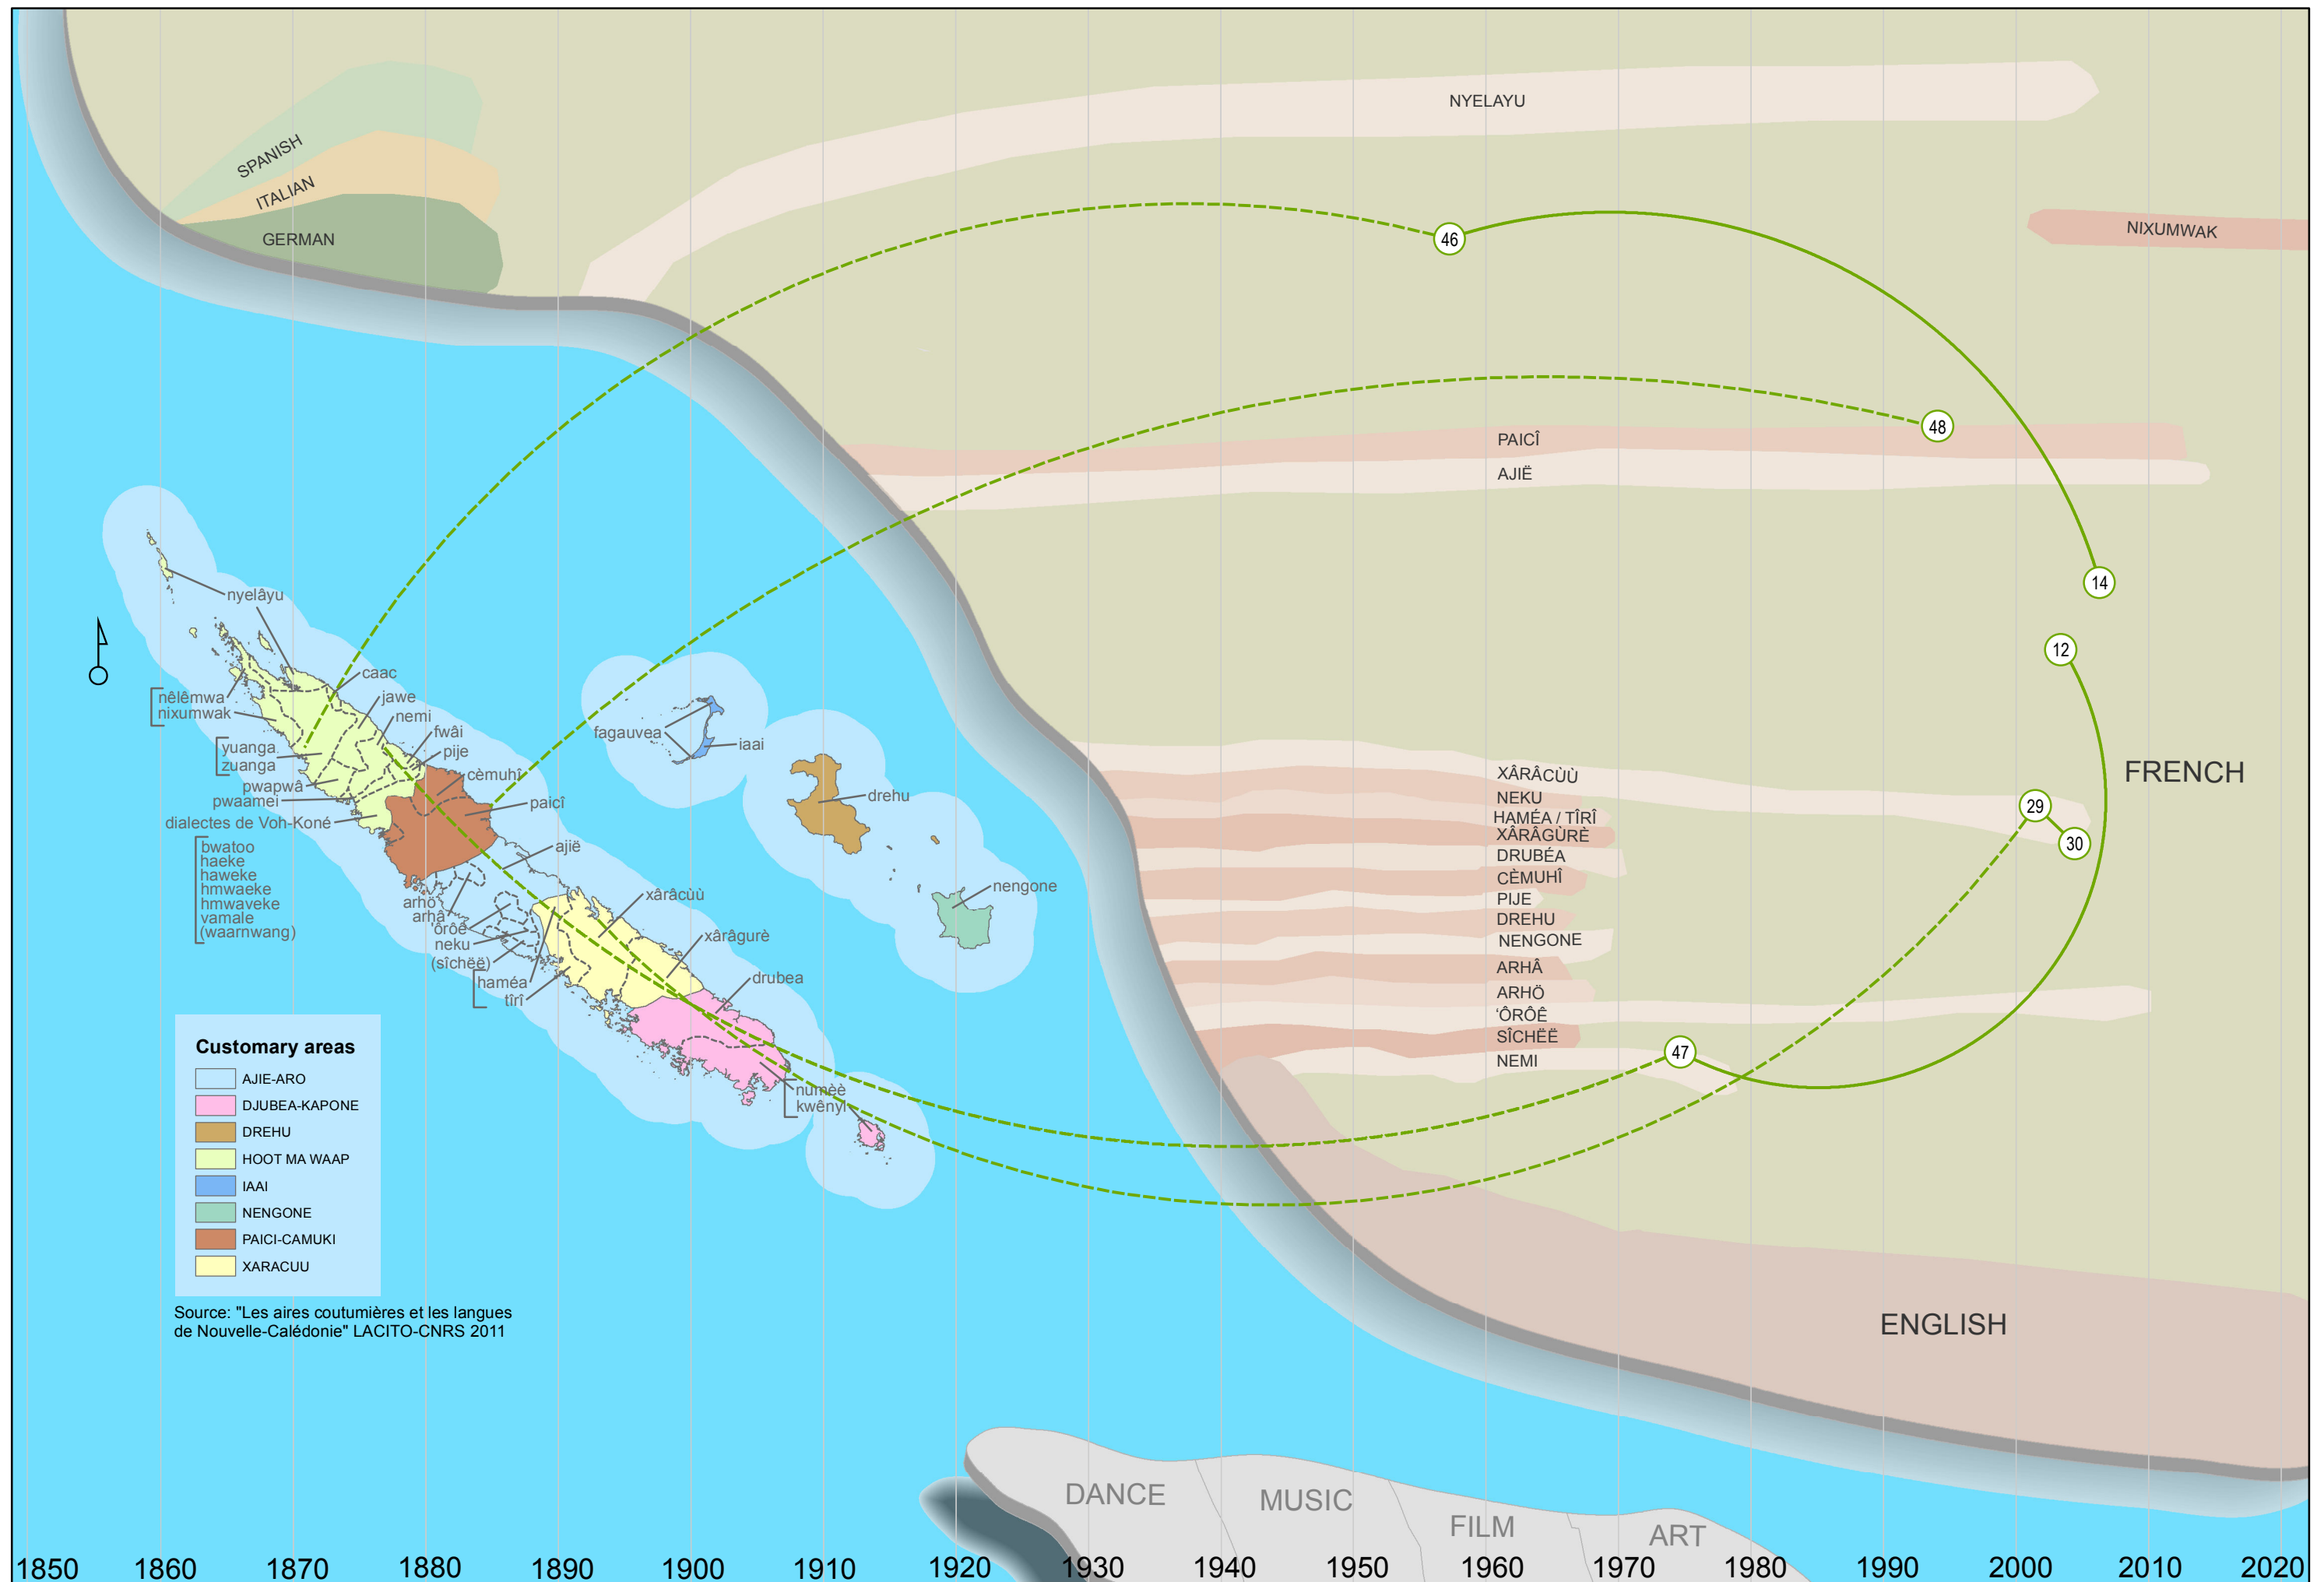 NYELAYU
SPANISH
ITALIAN
GERMAN
NIXUMWAK
46
48
PAICÎ
AJIË
14
12
FRENCH
XÂRÂCÙÙ
NEKU
HAMÉA / TÎRÎ
XÂRÂGÙRÈ
DRUBÉA
CÈMUHÎ
PIJE
DREHU
NENGONE
ARHÂ
ARHÖ
'ÔRÔÊ
SÎCHËË
NEMI
29
30
47
ENGLISH
nyelâyu
caac
jawe
nemi
fwâi
pije
cèmuhî
paicî
nêlêmwa
nixumwak
yuanga
zuanga
pwapwâ
pwaamei
dialectes de Voh-Koné
bwatoo
haeke
haweke
hmwaeke
hmwaveke
vamale
(waarnwang)
ajië
arhö
arhâ
ôrôê
neku
(sîchëë)
haméa
tîrî
xârâcùù
xârâgurè
drubea
numèè
kwênyî
fagauvea
iaai
drehu
nengone
Customary areas
AJIE-ARO
DJUBEA-KAPONE
DREHU
HOOT MA WAAP
IAAI
NENGONE
PAICI-CAMUKI
XARACUU
Source: "Les aires coutumières et les langues
de Nouvelle-Calédonie" LACITO-CNRS 2011
DANCE
MUSIC
FILM
ART
1850 1860 1870 1880 1890 1900 1910 1920 1930 1940 1950 1960 1970 1980 1990 2000 2010 2020